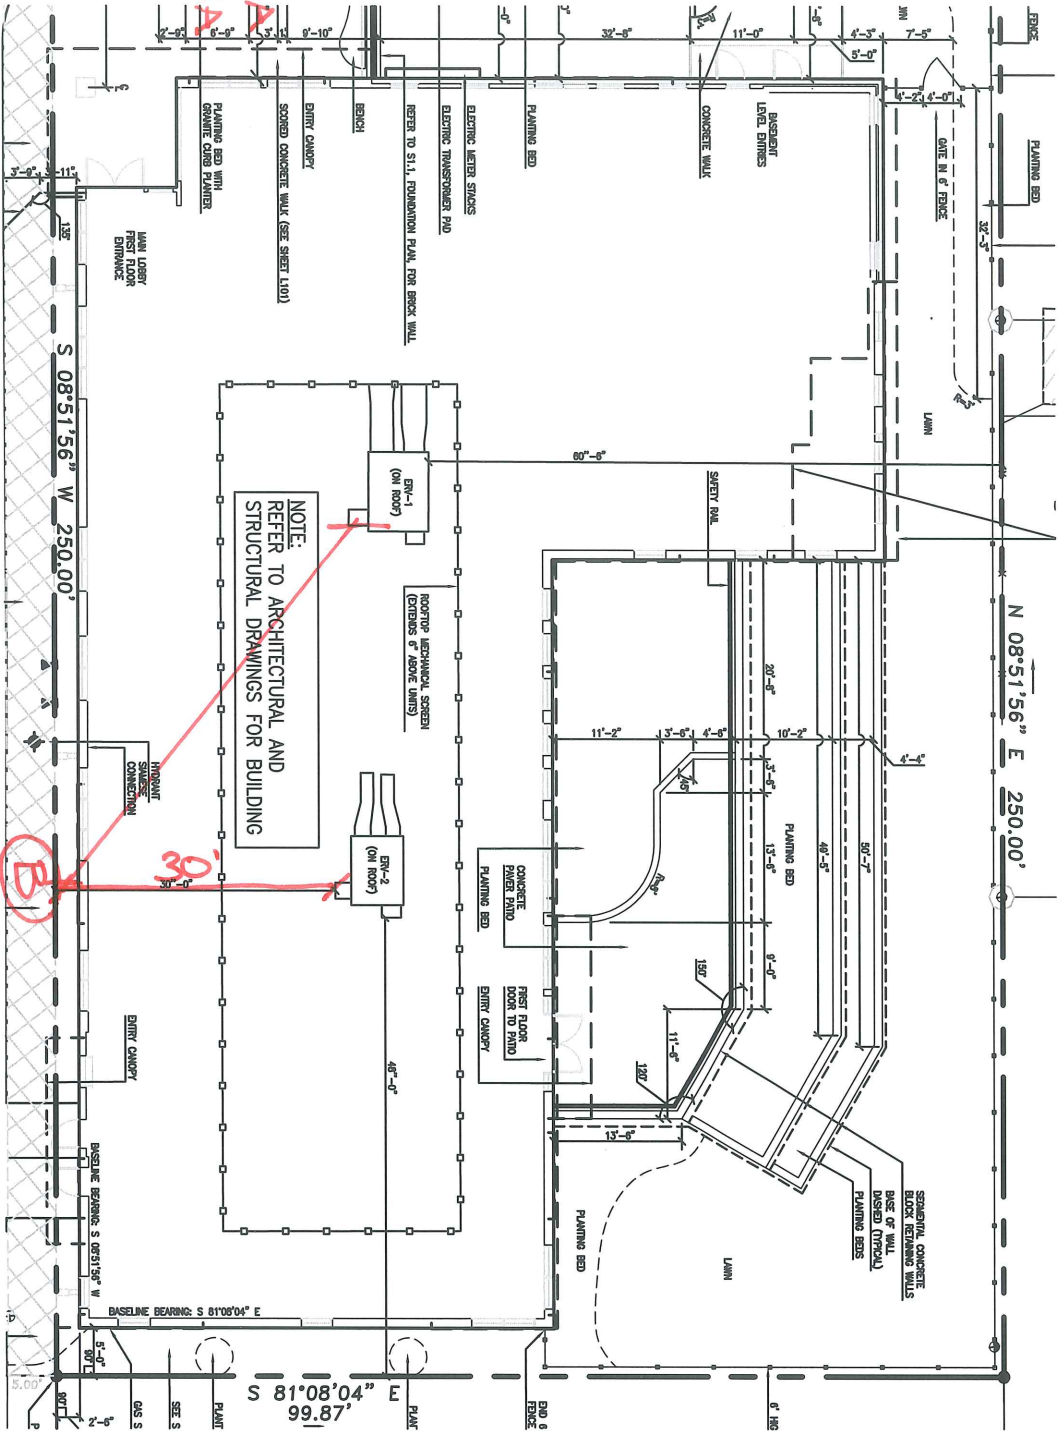 FENCE
PLANTING BED
2'-9"
6'-9"
9'-10"
32'-6"
11'-0"
4'-3"
7'-5"
5'-0"
4'-2"
4'-0"
GATE IN 6' FENCE
32'-3"
R=3'
LAWN
BASEMENT
LEVEL ENTRIES
CONCRETE WALK
PLANTING BED
ELECTRIC METER STACKS
ELECTRIC TRANSFORMER PAD
REFER TO S1.1, FOUNDATION PLAN, FOR BRICK WALL
BENCH
ENTRY CANOPY
SCORED CONCRETE WALK (SEE SHEET L101)
PLANTING BED WITH
GRANITE CURB PLANTER
A
A
3'-9"
3'-11"
135°
MAIN LOBBY
FIRST FLOOR
ENTRANCE
S 08°51'56" W 250.00'
N 08°51'56" E 250.00'
60'-6"
SAFETY RAIL
ERV-1
(ON ROOF)
NOTE:
REFER TO ARCHITECTURAL AND
STRUCTURAL DRAWINGS FOR BUILDING
ROOFTOP MECHANICAL SCREEN
(EXTENDS 6" ABOVE UNITS)
20'-6"
11'-2"
3'-6"
4'-6"
10'-2"
4'-4"
3'-6"
45°
13'-6"
49'-5"
50'-7"
PLANTING BED
R=9'
9'-0"
150°
11'-6"
120°
13'-6"
HYDRANT
SIAMESE
CONNECTION
B
30'
30'-0"
ERV-2
(ON ROOF)
46'-0"
CONCRETE
PAVER PATIO
PLANTING BED
FIRST FLOOR
DOOR TO PATIO
ENTRY CANOPY
ENTRY CANOPY
SEGMENTAL CONCRETE
BLOCK RETAINING WALLS
BASE OF WALL
DASHED (TYPICAL)
PLANTING BEDS
PLANTING BED
LAWN
BASELINE BEARING: S 08°51'56" W
BASELINE BEARING: S 81°08'04" E
5'-0"
90°
90°
2'-6"
5.00'
S 81°08'04" E
99.87'
GAS S
SEE S
PLANT
PLAN
END 6
FENCE
6' HIG
P